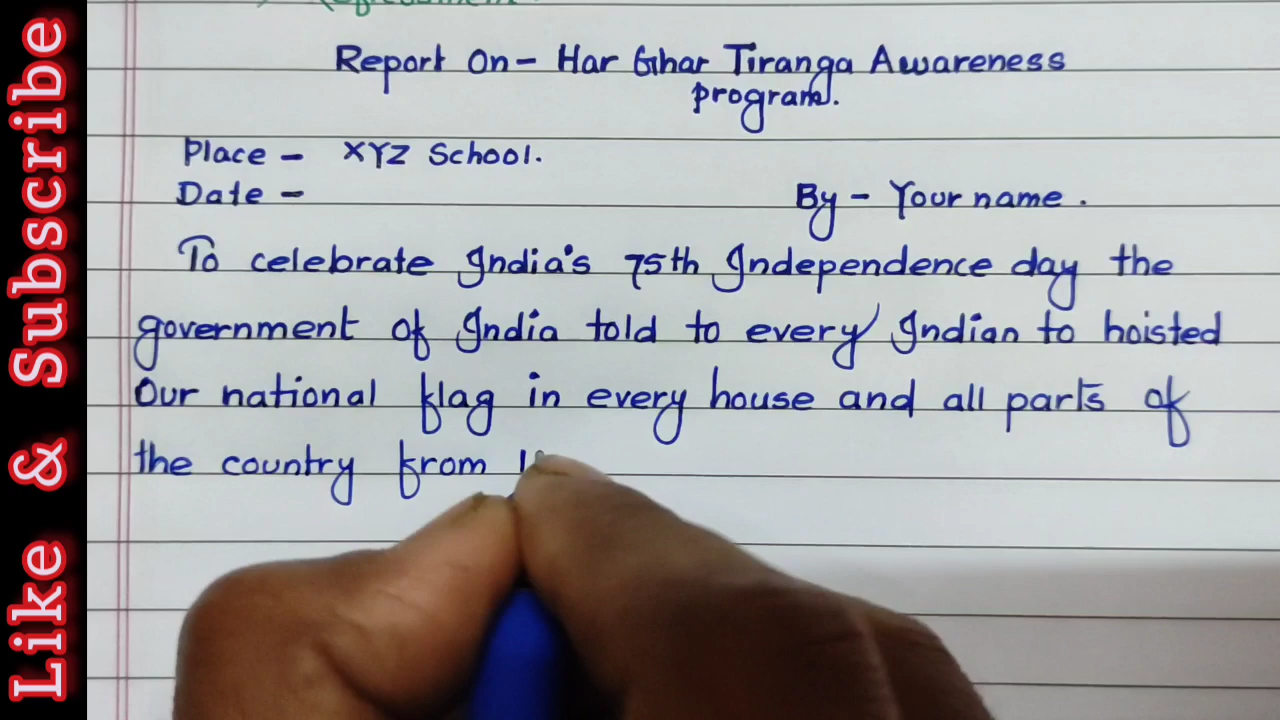 Like & Subscribe
Report On - Har Ghar Tiranga Awareness
program.
Place - XYZ School.
Date -
By - Your name.
To celebrate India's 75th Independence day the
government of India told to every Indian to hoisted
Our national flag in every house and all parts of
the country from